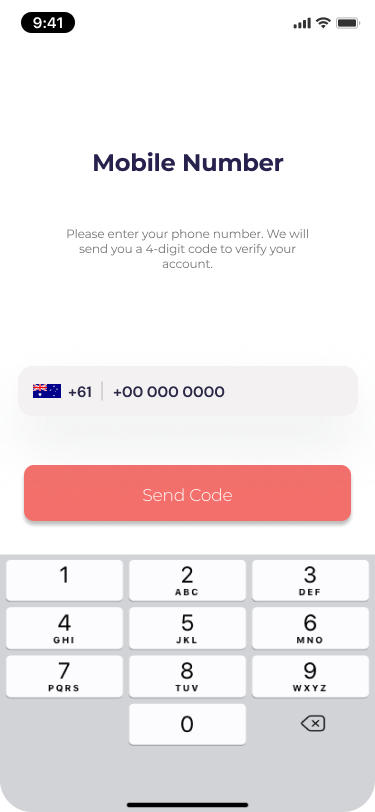 9:41
Mobile Number
Please enter your phone number. We will
send you a 4-digit code to verify your
account.
+61 +00 000 0000
Send Code
1 2 3
ABC DEF
4 5 6
GHI JKL MNO
7 8 9
PQRS TUV WXYZ
0